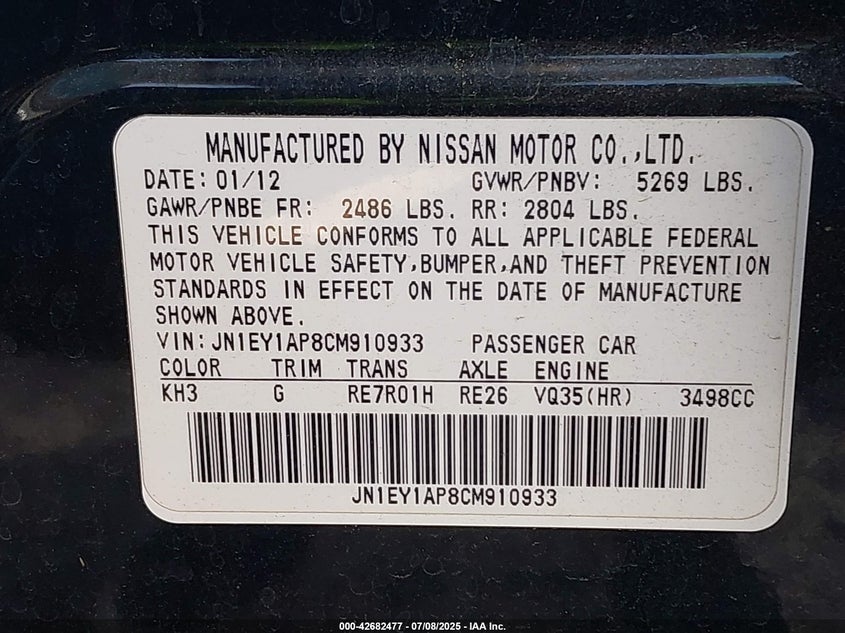 MANUFACTURED BY NISSAN MOTOR CO.,LTD.
DATE: 01/12 GVWR/PNBV: 5269 LBS.
GAWR/PNBE FR: 2486 LBS. RR: 2804 LBS.
THIS VEHICLE CONFORMS TO ALL APPLICABLE FEDERAL
MOTOR VEHICLE SAFETY,BUMPER,AND THEFT PREVENTION
STANDARDS IN EFFECT ON THE DATE OF MANUFACTURE
SHOWN ABOVE.
VIN: JN1EY1AP8CM910933 PASSENGER CAR
COLOR TRIM TRANS AXLE ENGINE
KH3 G RE7R01H RE26 VQ35(HR) 3498CC
JN1EY1AP8CM910933
000-42682477 - 07/08/2025 - IAA Inc.